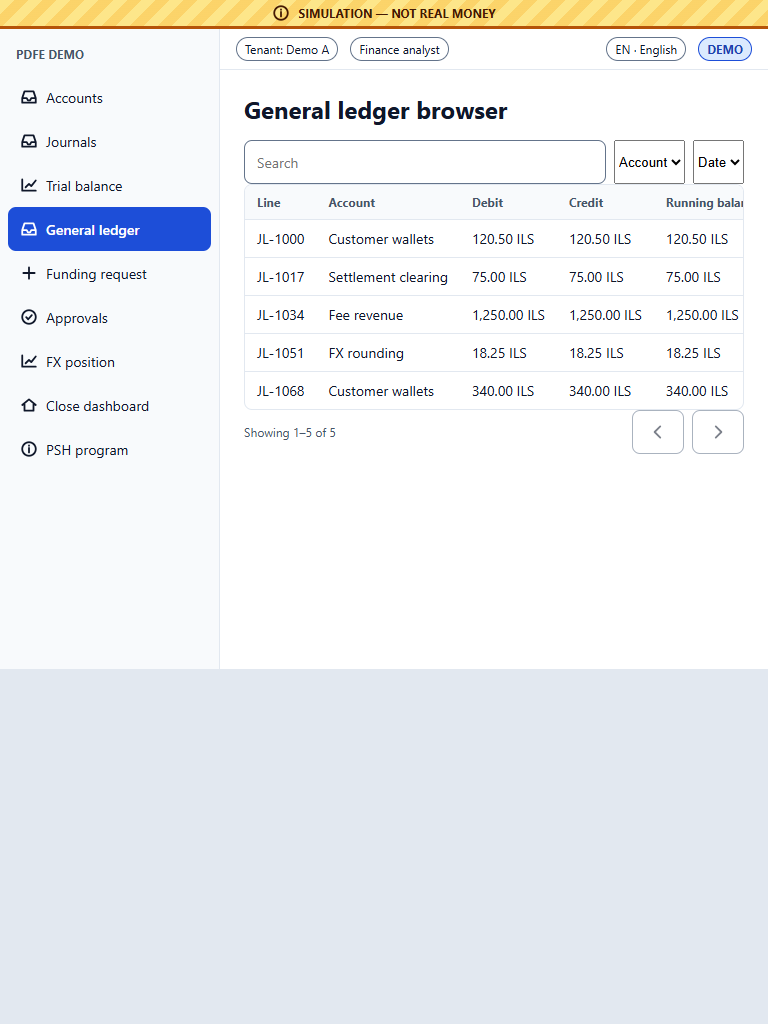 SIMULATION — NOT REAL MONEY
PDFE DEMO
Tenant: Demo A
Finance analyst
EN · English
DEMO
Accounts
Journals
Trial balance
General ledger
Funding request
Approvals
FX position
Close dashboard
PSH program
General ledger browser
Search
Account
Date
Line Account Debit Credit Running balan
JL-1000 Customer wallets 120.50 ILS 120.50 ILS 120.50 ILS
JL-1017 Settlement clearing 75.00 ILS 75.00 ILS 75.00 ILS
JL-1034 Fee revenue 1,250.00 ILS 1,250.00 ILS 1,250.00 ILS
JL-1051 FX rounding 18.25 ILS 18.25 ILS 18.25 ILS
JL-1068 Customer wallets 340.00 ILS 340.00 ILS 340.00 ILS
Showing 1–5 of 5